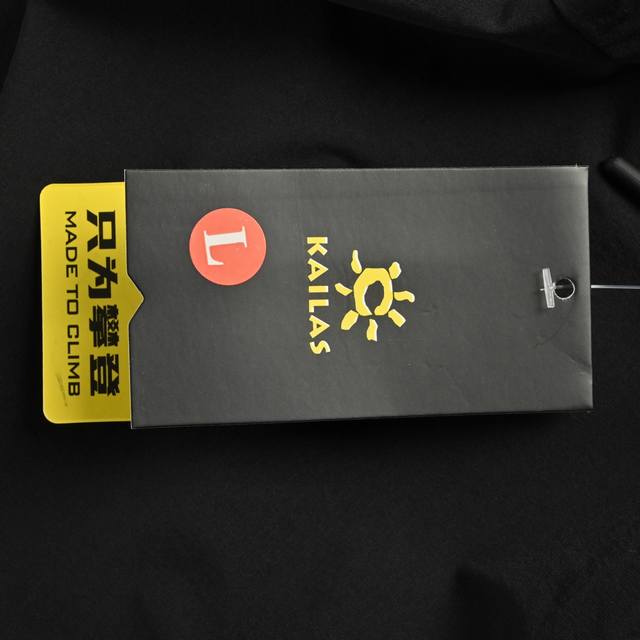 KAILAS
L
只为攀登
MADE TO CLIMB